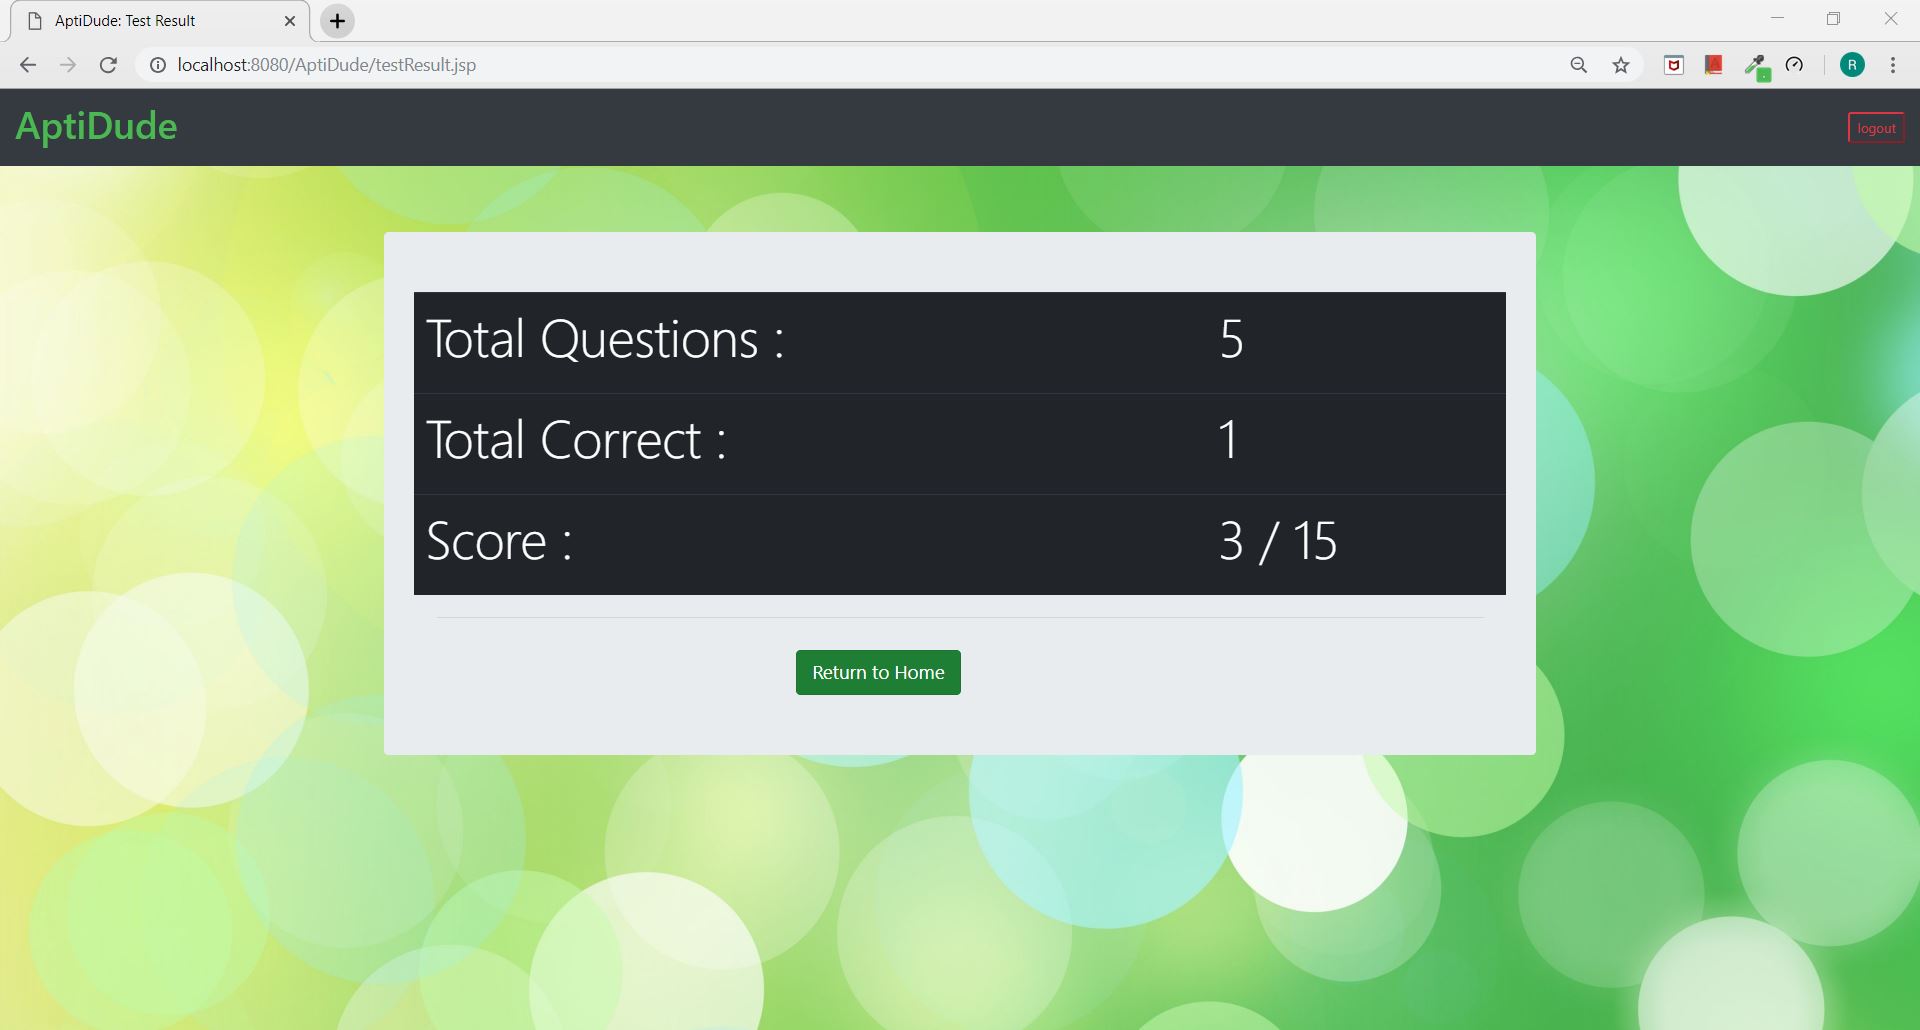 AptiDude: Test Result
localhost:8080/AptiDude/testResult.jsp
R
AptiDude
logout
Total Questions : 5
Total Correct : 1
Score : 3 / 15
Return to Home